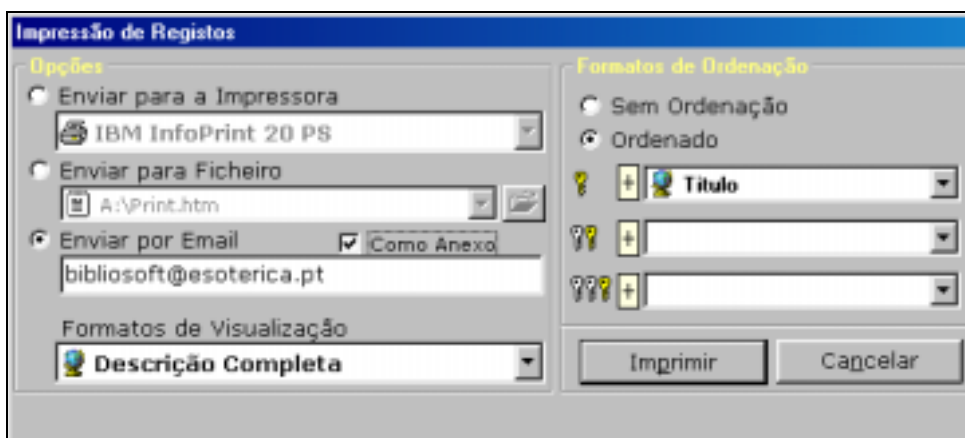 Impressão de Registos
Opções
Enviar para a Impressora
IBM InfoPrint 20 PS
Enviar para Ficheiro
A:\Print.htm
Enviar por Email
Como Anexo
bibliosoft@esoterica.pt
Formatos de Visualização
Descrição Completa
Formatos de Ordenação
Sem Ordenação
Ordenado
+ Titulo
+
+
Imprimir
Cancelar